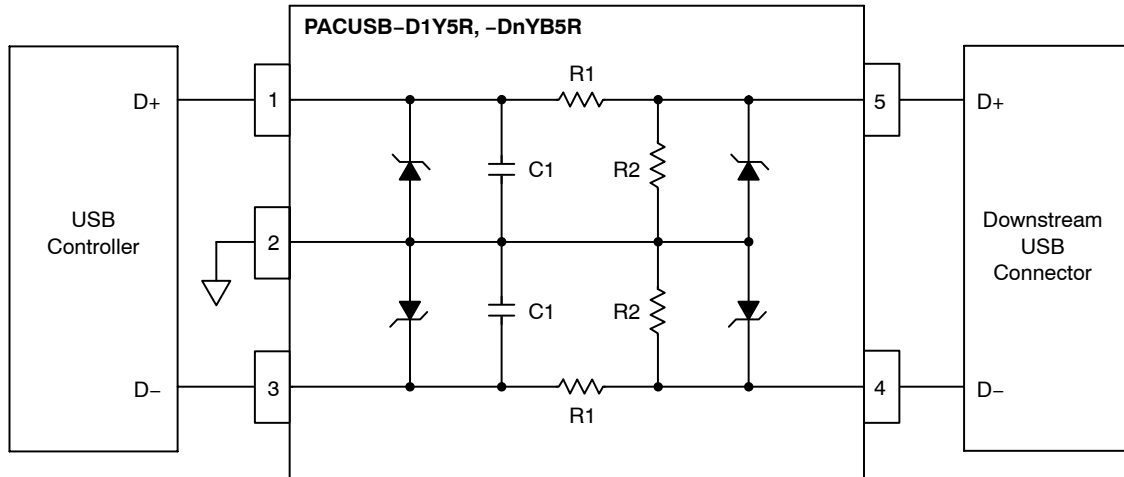 PACUSB–D1Y5R, –DnYB5R
R1
D+
1
5
D+
C1
R2
USB
Controller
2
Downstream
USB
Connector
C1
R2
D–
3
4
D–
R1